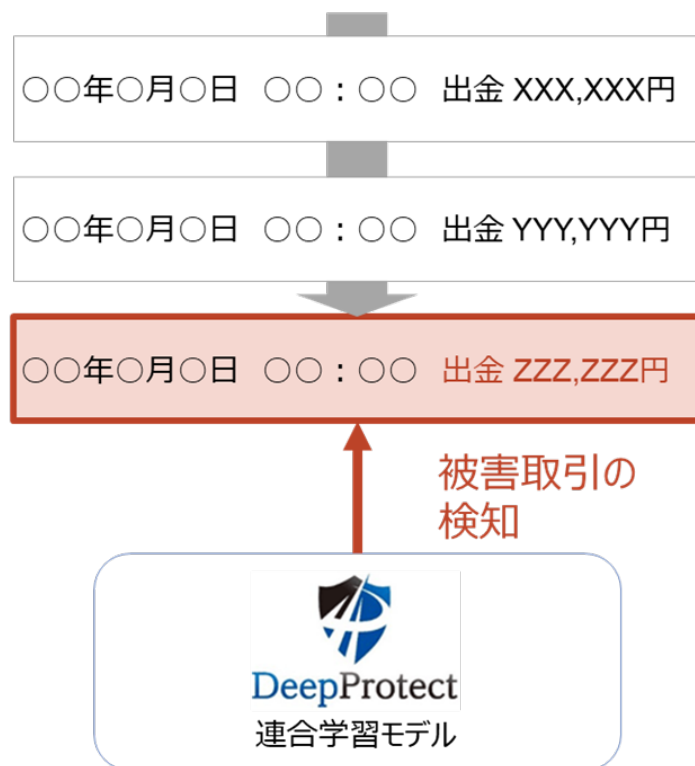 ○○年○月○日 ○○：○○ 出金 XXX,XXX円
○○年○月○日 ○○：○○ 出金 YYY,YYY円
○○年○月○日 ○○：○○ 出金 ZZZ,ZZZ円
被害取引の
検知
DeepProtect
連合学習モデル